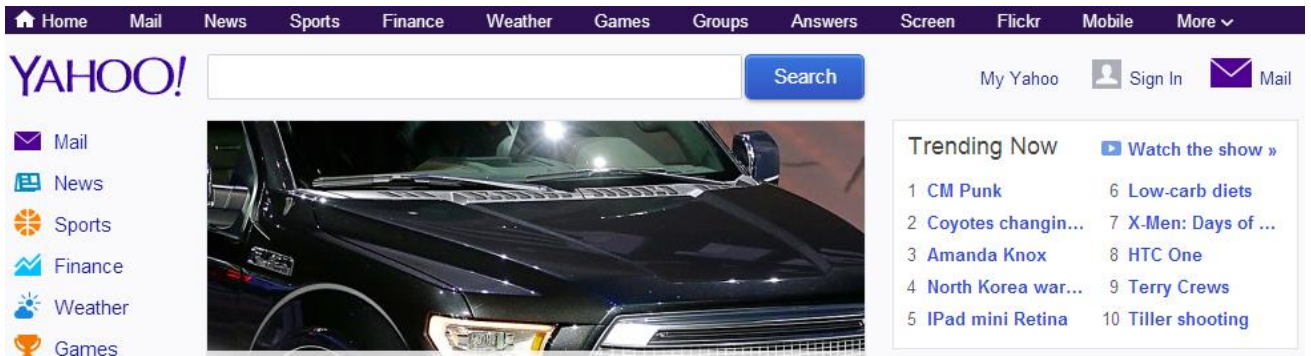 Home Mail News Sports Finance Weather Games Groups Answers Screen Flickr Mobile More
YAHOO! Search My Yahoo Sign In Mail
Mail
News
Sports
Finance
Weather
Games
Trending Now Watch the show »
1 CM Punk
2 Coyotes changin...
3 Amanda Knox
4 North Korea war...
5 IPad mini Retina
6 Low-carb diets
7 X-Men: Days of ...
8 HTC One
9 Terry Crews
10 Tiller shooting